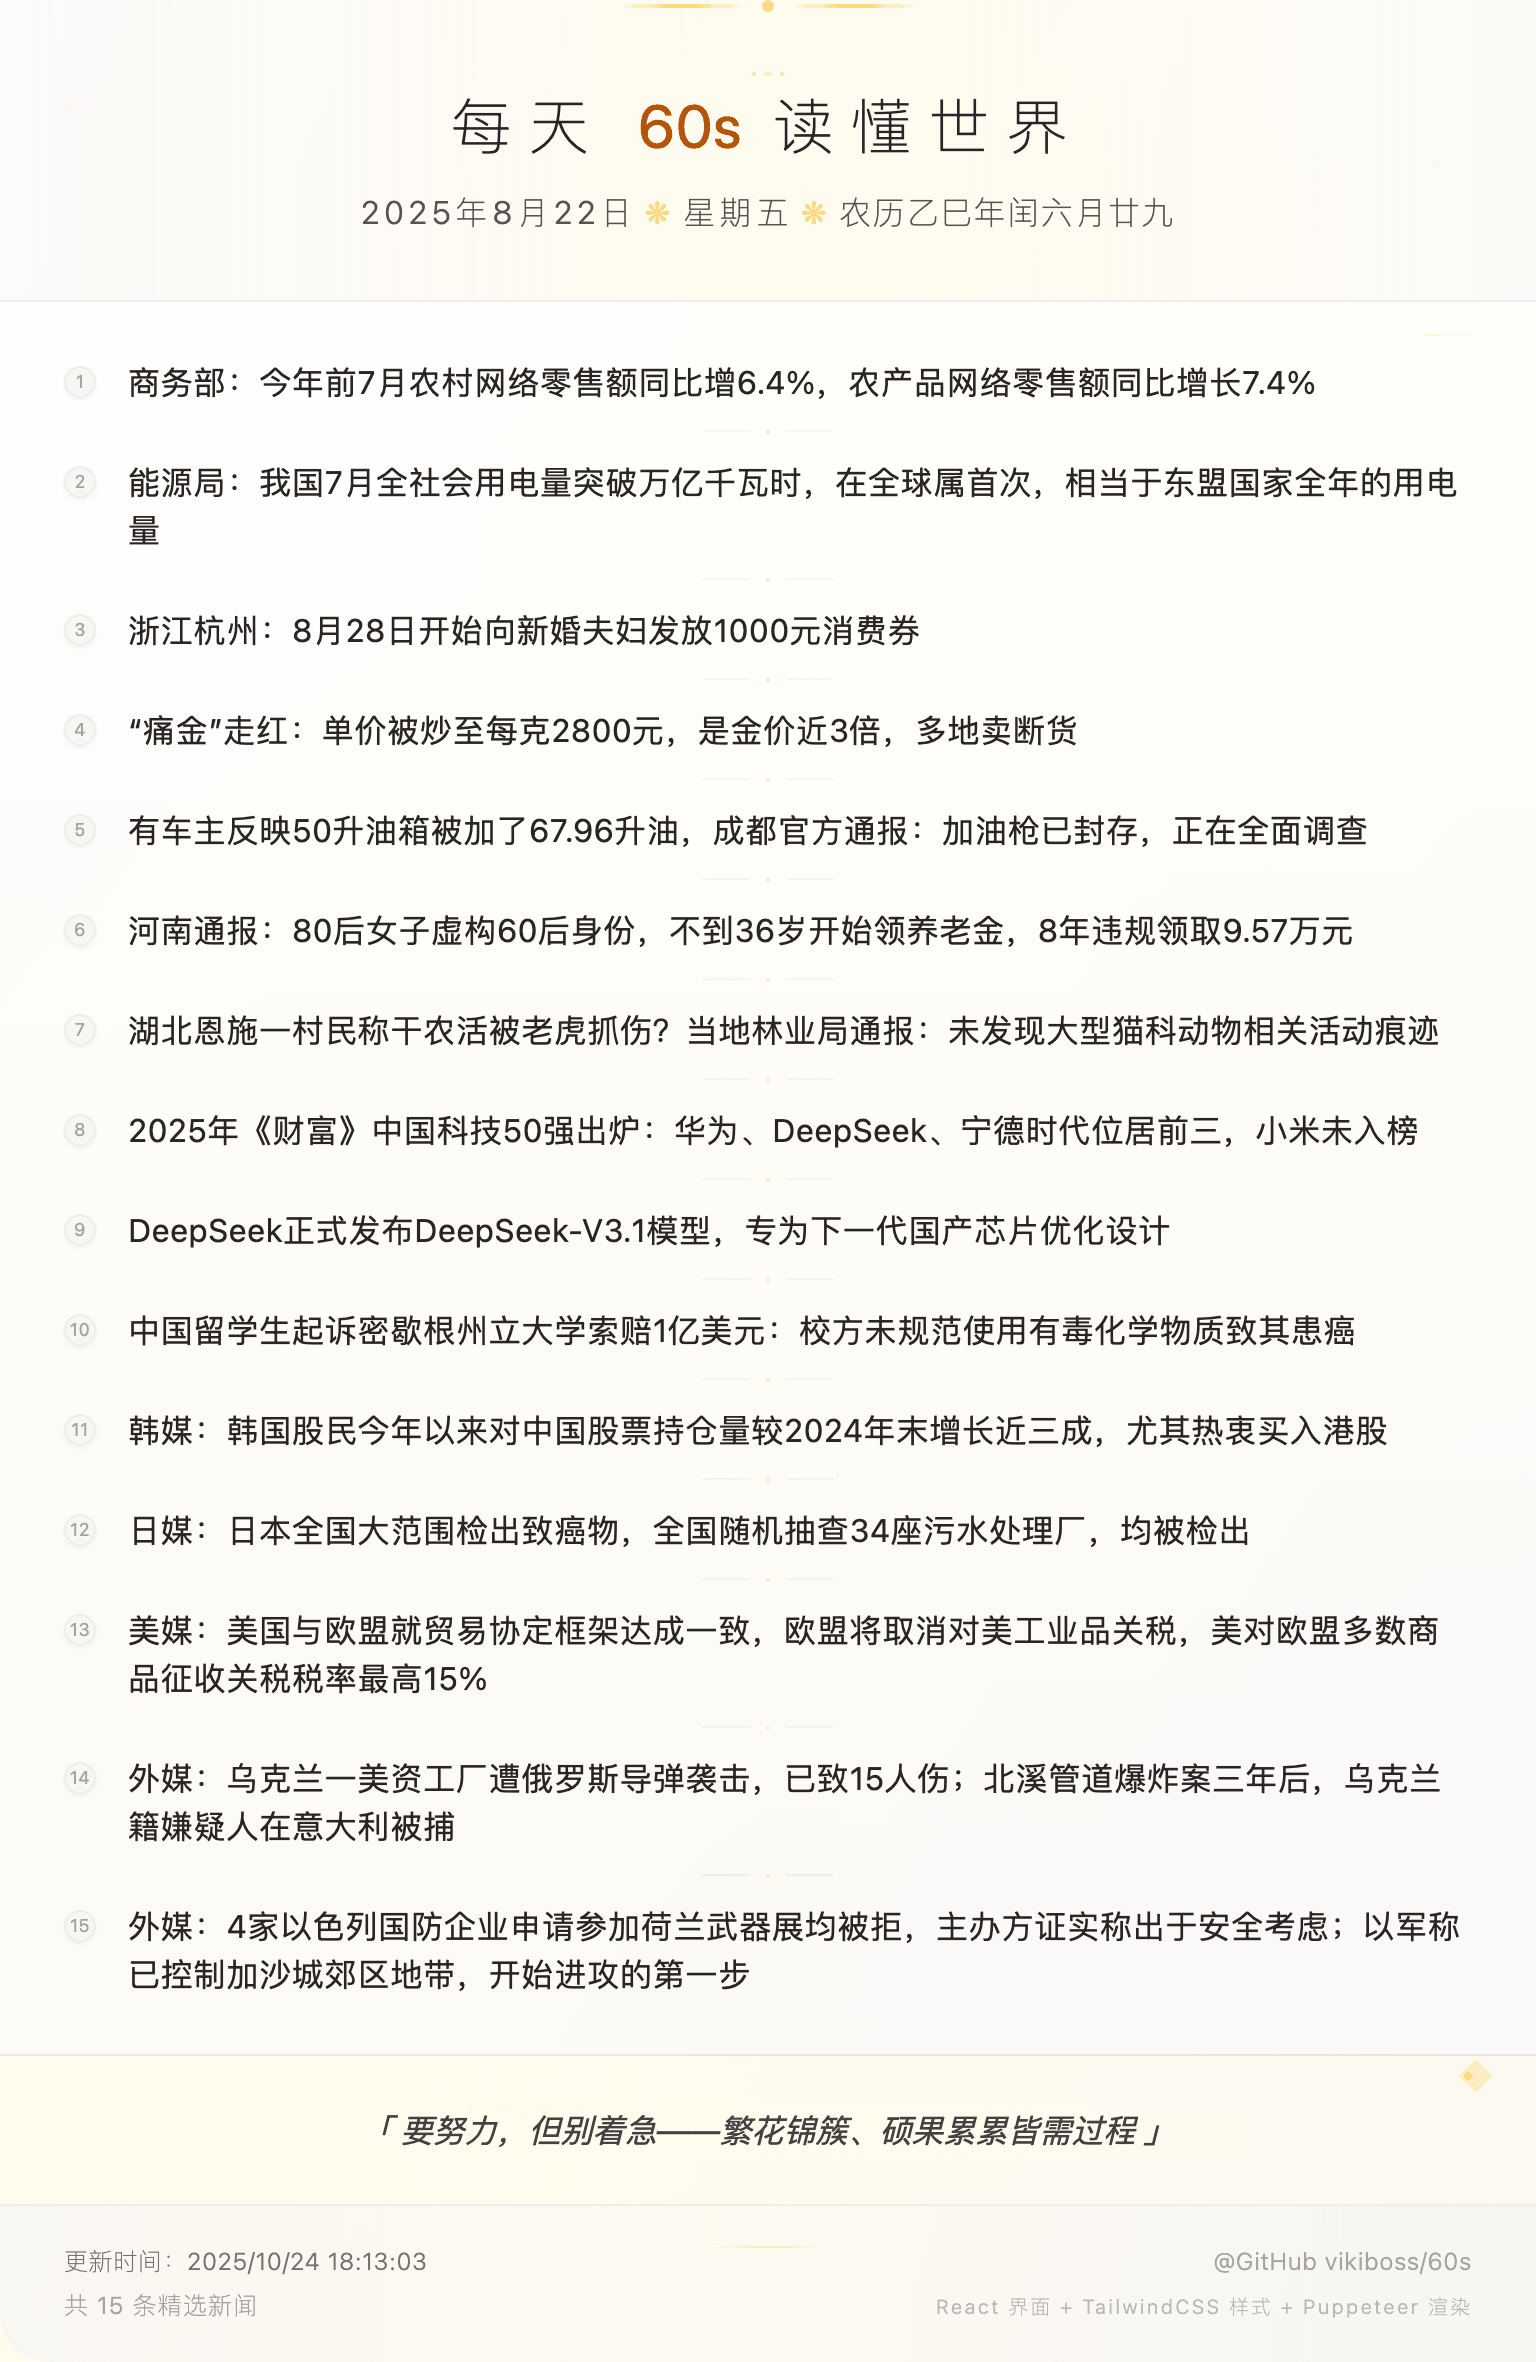 每天 60s 读懂世界
2025年8月22日 ❋ 星期五 ❋ 农历乙巳年闰六月廿九
1 商务部：今年前7月农村网络零售额同比增6.4%，农产品网络零售额同比增长7.4%
2 能源局：我国7月全社会用电量突破万亿千瓦时，在全球属首次，相当于东盟国家全年的用电
量
3 浙江杭州：8月28日开始向新婚夫妇发放1000元消费券
4 “痛金”走红：单价被炒至每克2800元，是金价近3倍，多地卖断货
5 有车主反映50升油箱被加了67.96升油，成都官方通报：加油枪已封存，正在全面调查
6 河南通报：80后女子虚构60后身份，不到36岁开始领养老金，8年违规领取9.57万元
7 湖北恩施一村民称干农活被老虎抓伤？当地林业局通报：未发现大型猫科动物相关活动痕迹
8 2025年《财富》中国科技50强出炉：华为、DeepSeek、宁德时代位居前三，小米未入榜
9 DeepSeek正式发布DeepSeek-V3.1模型，专为下一代国产芯片优化设计
10 中国留学生起诉密歇根州立大学索赔1亿美元：校方未规范使用有毒化学物质致其患癌
11 韩媒：韩国股民今年以来对中国股票持仓量较2024年末增长近三成，尤其热衷买入港股
12 日媒：日本全国大范围检出致癌物，全国随机抽查34座污水处理厂，均被检出
13 美媒：美国与欧盟就贸易协定框架达成一致，欧盟将取消对美工业品关税，美对欧盟多数商
品征收关税税率最高15%
14 外媒：乌克兰一美资工厂遭俄罗斯导弹袭击，已致15人伤；北溪管道爆炸案三年后，乌克兰
籍嫌疑人在意大利被捕
15 外媒：4家以色列国防企业申请参加荷兰武器展均被拒，主办方证实称出于安全考虑；以军称
已控制加沙城郊区地带，开始进攻的第一步
「 要努力，但别着急——繁花锦簇、硕果累累皆需过程 」
更新时间：2025/10/24 18:13:03
@GitHub vikiboss/60s
共 15 条精选新闻
React 界面 + TailwindCSS 样式 + Puppeteer 渲染